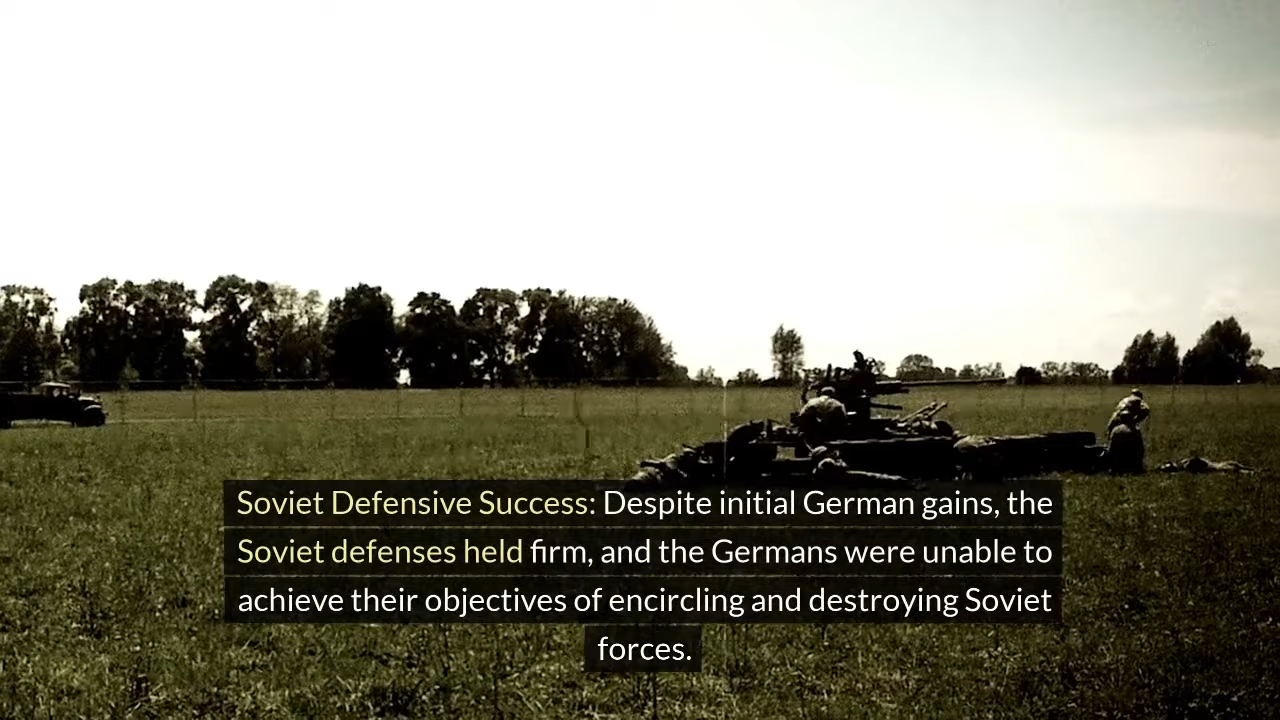 Soviet Defensive Success: Despite initial German gains, the
Soviet defenses held firm, and the Germans were unable to
achieve their objectives of encircling and destroying Soviet
forces.